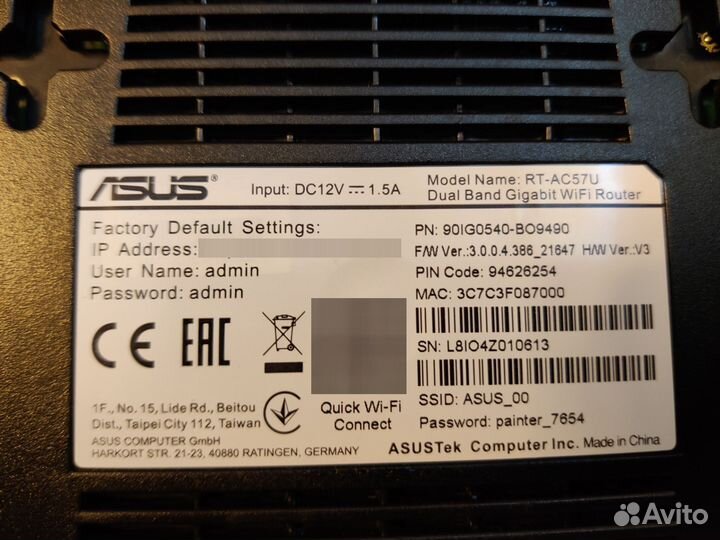 ASUS® Input: DC12V ⎓ 1.5A Model Name: RT-AC57U
Dual Band Gigabit WiFi Router
Factory Default Settings:
IP Address:
User Name: admin
Password: admin
PN: 90IG0540-BO9490
F/W Ver.:3.0.0.4.386_21647 H/W Ver.:V3
PIN Code: 94626254
MAC: 3C7C3F087000
SN: L8IO4Z010613
SSID: ASUS_00
Password: painter_7654
CE EAC
Quick Wi-Fi
Connect
1F., No. 15, Lide Rd., Beitou
Dist., Taipei City 112, Taiwan
ASUS COMPUTER GmbH
HARKORT STR. 21-23, 40880 RATINGEN, GERMANY
ASUSTek Computer Inc. Made in China
Avito